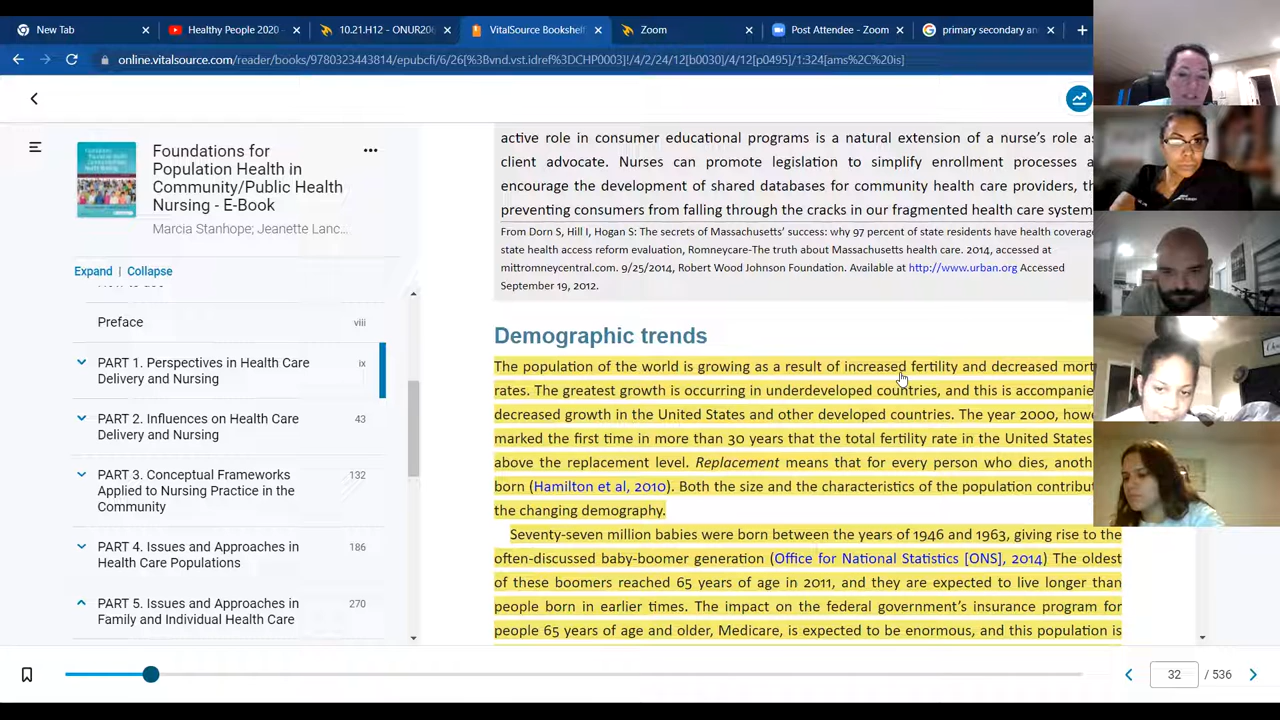 New Tab
Healthy People 2020 -
10.21.H12 - ONUR20
VitalSource Bookshelf
Zoom
Post Attendee - Zoom
primary secondary an
online.vitalsource.com/reader/books/9780323443814/epubcfi/6/26[%3Bvnd.vst.idref%3DCHP0003]!/4/2/24/12[b0030]/4/12[p0495]/1:324[ams%2C%20is]
Foundations for
Population Health in
Community/Public Health
Nursing - E-Book
Marcia Stanhope; Jeanette Lanc...
Expand | Collapse
Preface viii
PART 1. Perspectives in Health Care ix
Delivery and Nursing
PART 2. Influences on Health Care 43
Delivery and Nursing
PART 3. Conceptual Frameworks 132
Applied to Nursing Practice in the
Community
PART 4. Issues and Approaches in 186
Health Care Populations
PART 5. Issues and Approaches in 270
Family and Individual Health Care
active role in consumer educational programs is a natural extension of a nurse's role as
client advocate. Nurses can promote legislation to simplify enrollment processes a
encourage the development of shared databases for community health care providers, th
preventing consumers from falling through the cracks in our fragmented health care system
From Dorn S, Hill I, Hogan S: The secrets of Massachusetts' success: why 97 percent of state residents have health coverag
state health access reform evaluation, Romneycare-The truth about Massachusetts health care. 2014, accessed at
mittromneycentral.com. 9/25/2014, Robert Wood Johnson Foundation. Available at http://www.urban.org Accessed
September 19, 2012.
Demographic trends
The population of the world is growing as a result of increased fertility and decreased mort
rates. The greatest growth is occurring in underdeveloped countries, and this is accompanie
decreased growth in the United States and other developed countries. The year 2000, howe
marked the first time in more than 30 years that the total fertility rate in the United States
above the replacement level. Replacement means that for every person who dies, anoth
born (Hamilton et al, 2010). Both the size and the characteristics of the population contribut
the changing demography.
Seventy-seven million babies were born between the years of 1946 and 1963, giving rise to the
often-discussed baby-boomer generation (Office for National Statistics [ONS], 2014) The oldest
of these boomers reached 65 years of age in 2011, and they are expected to live longer than
people born in earlier times. The impact on the federal government's insurance program for
people 65 years of age and older, Medicare, is expected to be enormous, and this population is
32 / 536